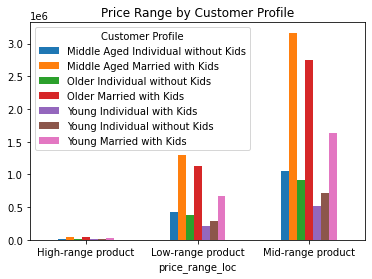 Price Range by Customer Profile
1e6
Customer Profile
Middle Aged Individual without Kids
Middle Aged Married with Kids
Older Individual without Kids
Older Married with Kids
Young Individual with Kids
Young Individual without Kids
Young Married with Kids
3.0
2.5
2.0
1.5
1.0
0.5
0.0
High-range product Low-range product Mid-range product
price_range_loc